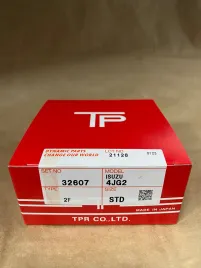 TP
DYNAMIC PARTS
CHANGE OUR WORLD
LOT NO
21128
SET NO
32607
MODEL
ISUZU
4JG2
TYPE
2F
SIZE
STD
MADE IN JAPAN
TPR CO.,LTD.